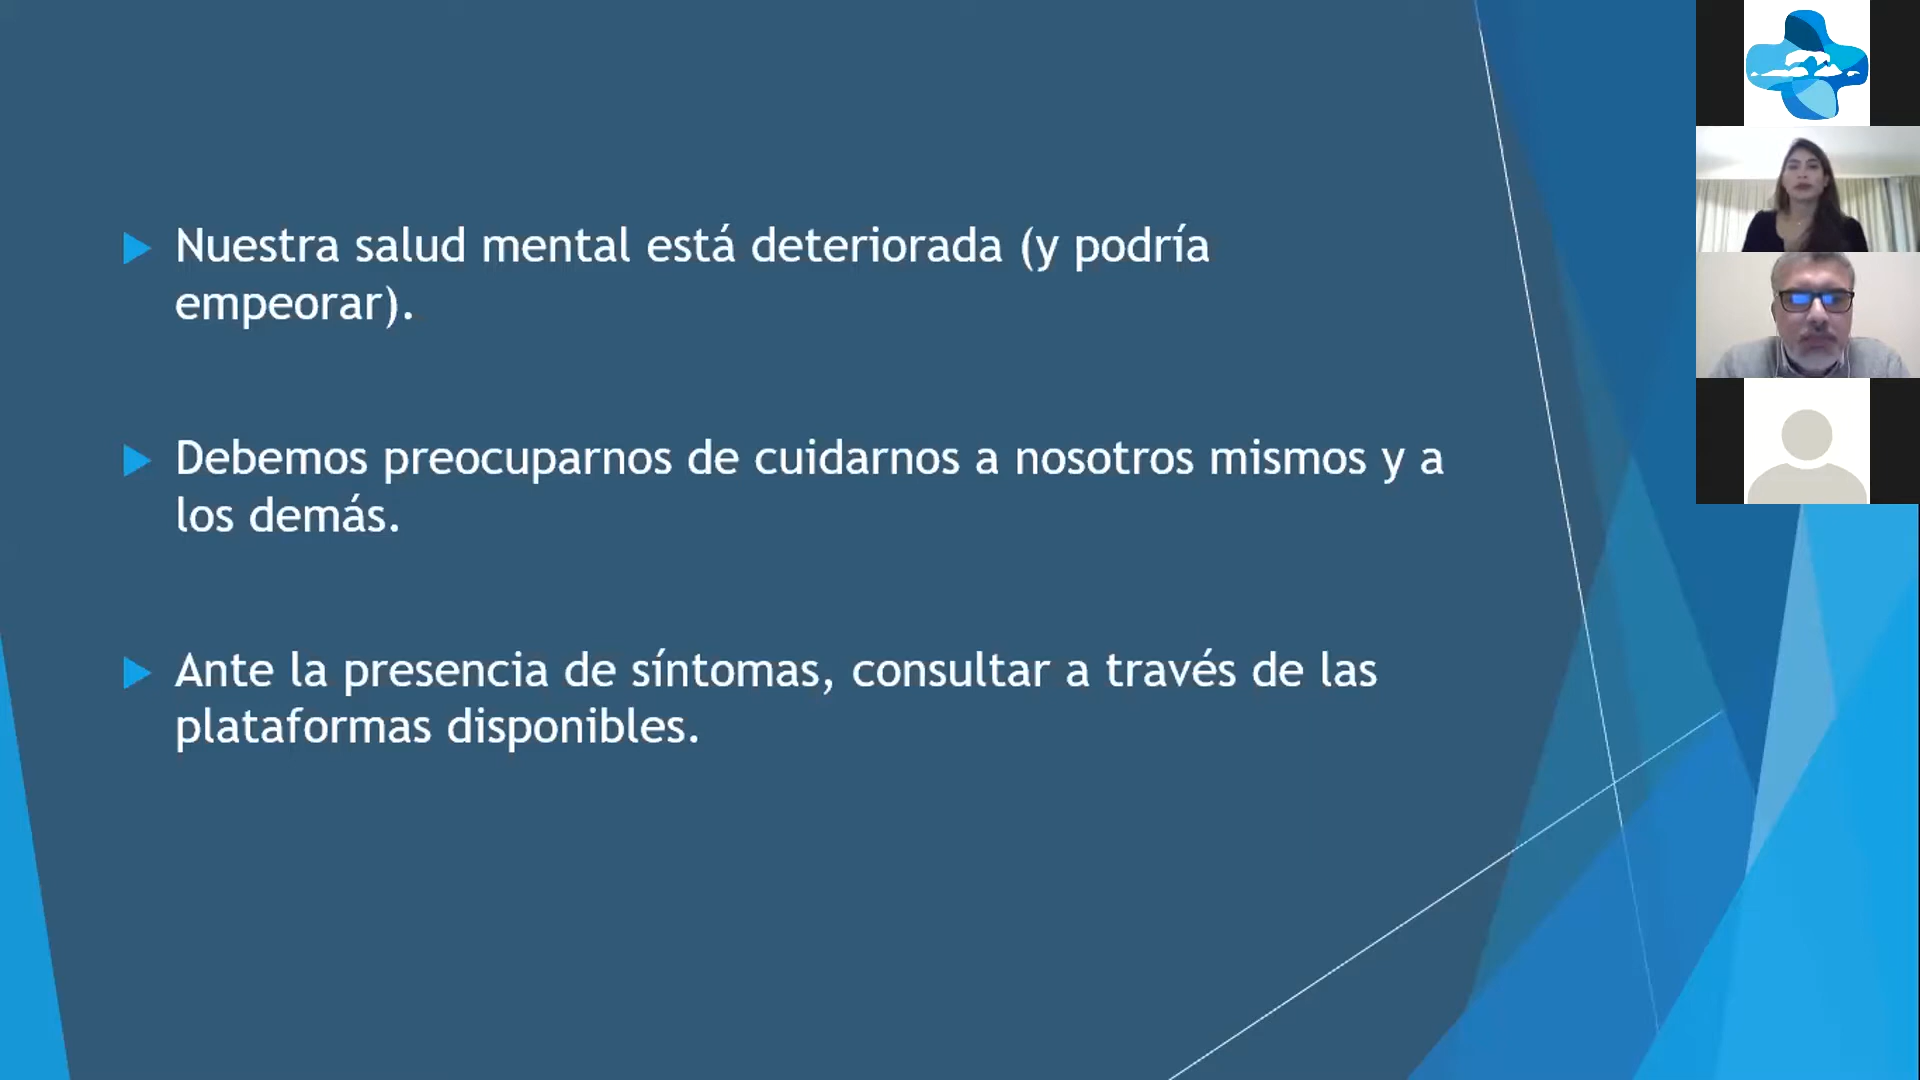 Nuestra salud mental está deteriorada (y podría
empeorar).
Debemos preocuparnos de cuidarnos a nosotros mismos y a
los demás.
Ante la presencia de síntomas, consultar a través de las
plataformas disponibles.